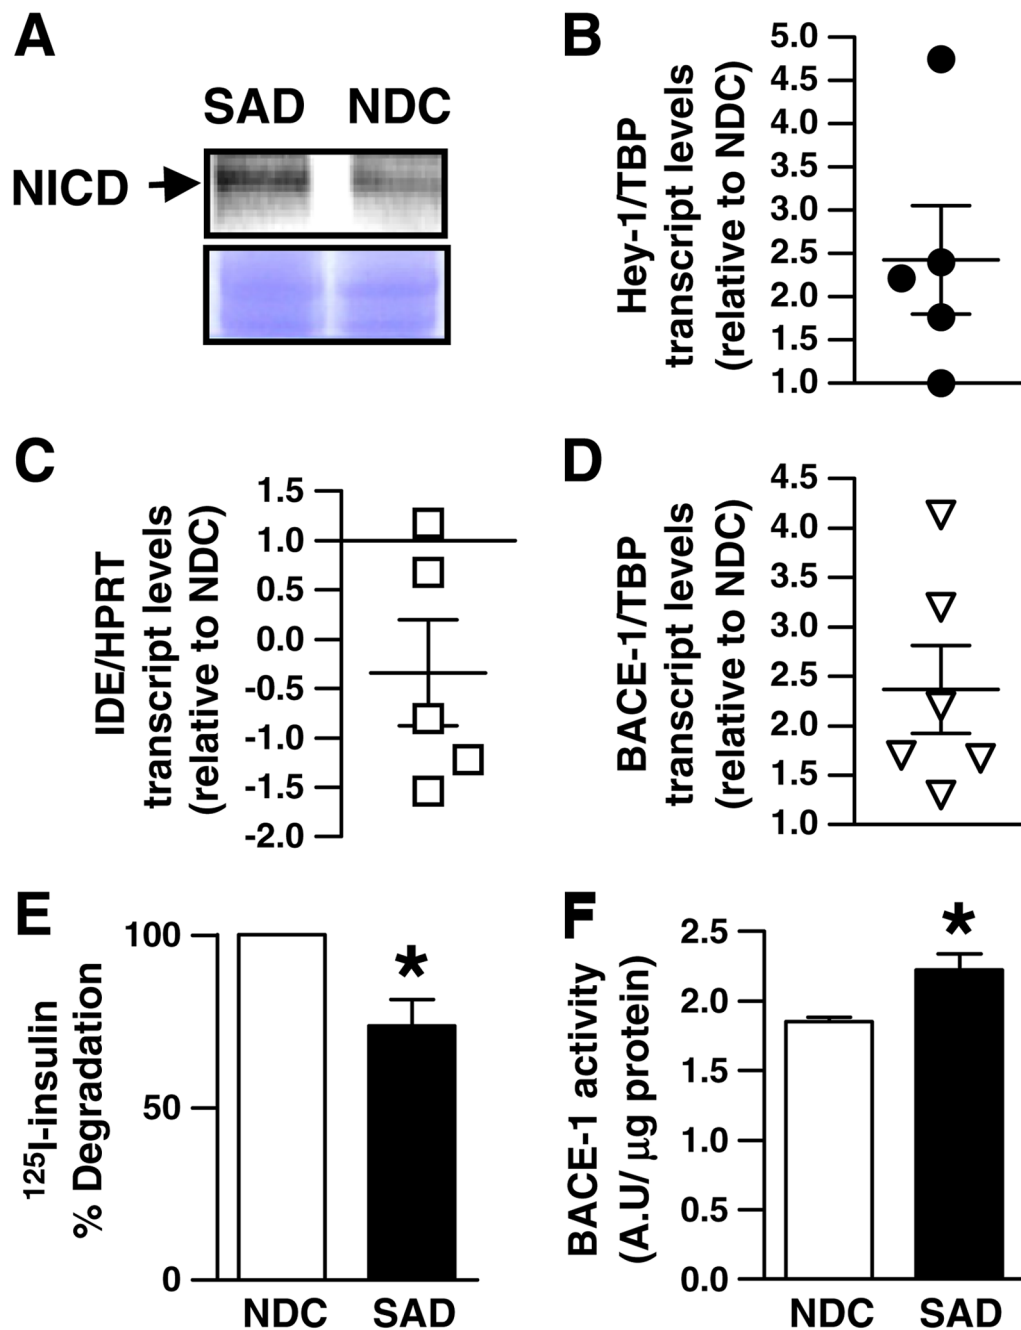 A
SAD NDC
NICD
B
Hey-1/TBP
transcript levels
(relative to NDC)
5.0
4.5
4.0
3.5
3.0
2.5
2.0
1.5
1.0
C
IDE/HPRT
transcript levels
(relative to NDC)
1.5
1.0
0.5
0.0
-0.5
-1.0
-1.5
-2.0
D
BACE-1/TBP
transcript levels
(relative to NDC)
4.5
4.0
3.5
3.0
2.5
2.0
1.5
1.0
E
¹²⁵I-insulin
% Degradation
100
50
0
*
NDC SAD
F
BACE-1 activity
(A.U/ μg protein)
2.5
2.0
1.5
1.0
0.5
0.0
*
NDC SAD